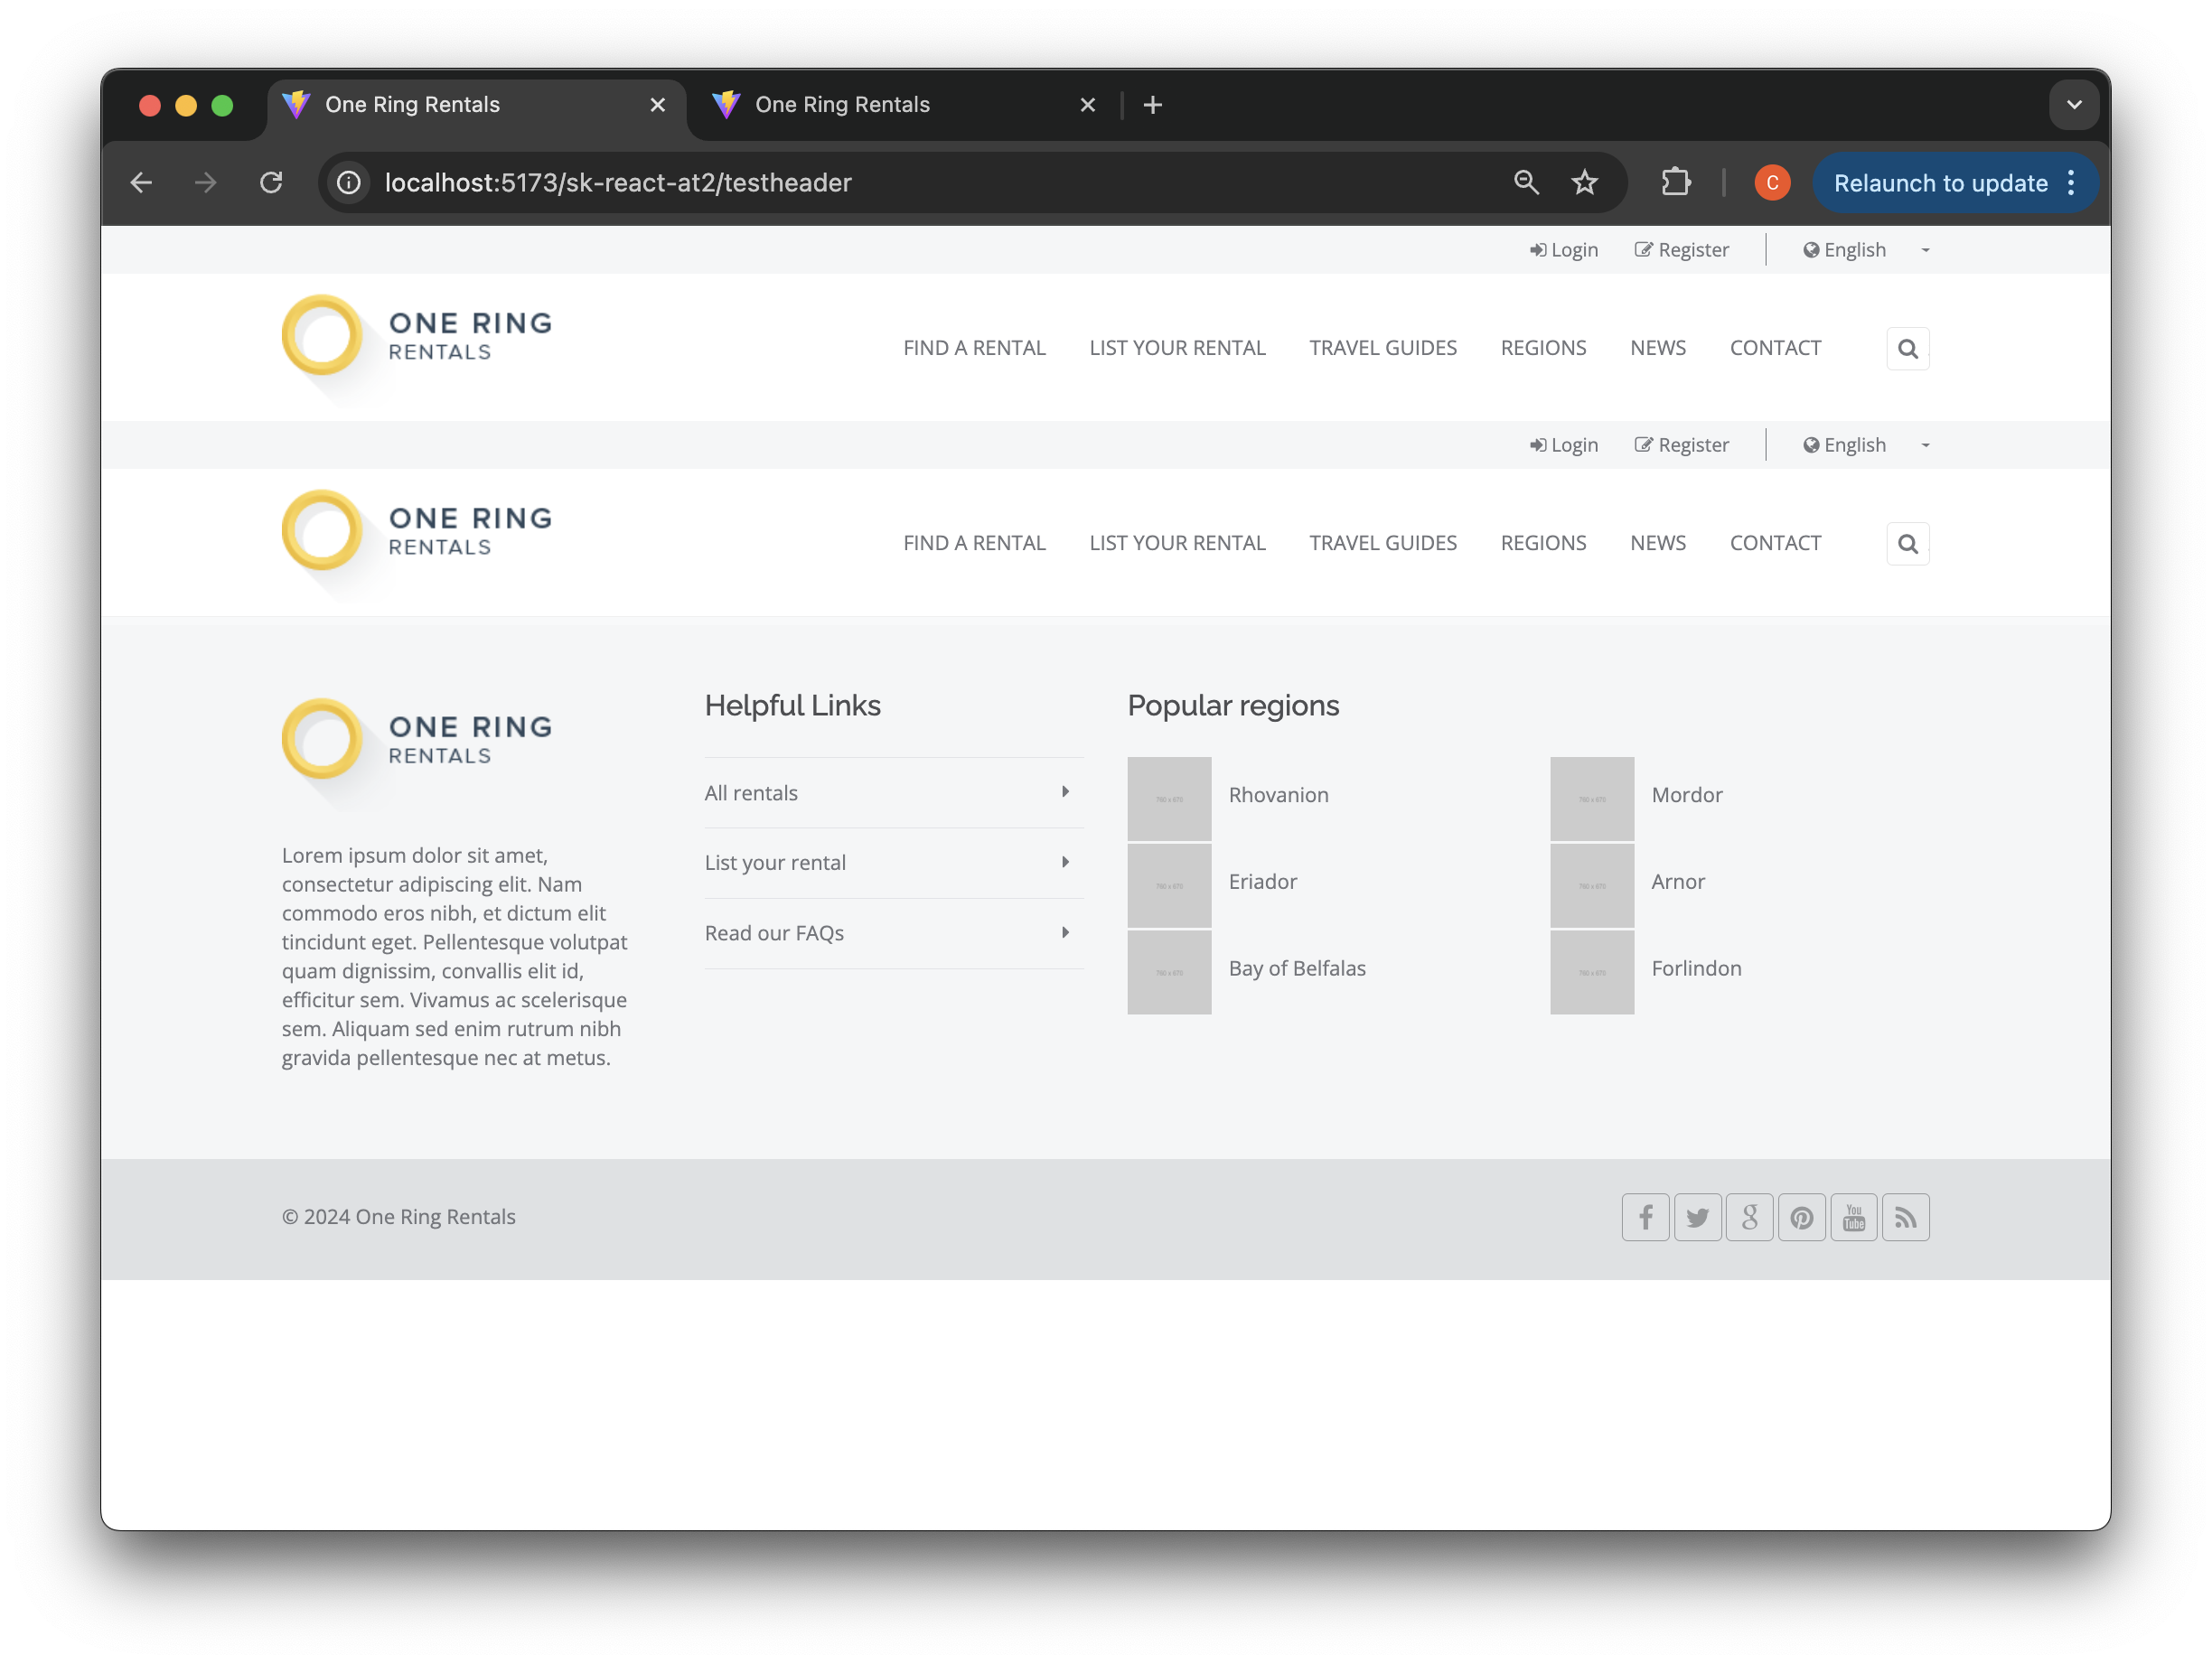 One Ring Rentals
One Ring Rentals
localhost:5173/sk-react-at2/testheader
C
Relaunch to update
Login Register English
ONE RING
RENTALS
FIND A RENTAL LIST YOUR RENTAL TRAVEL GUIDES REGIONS NEWS CONTACT
Login Register English
ONE RING
RENTALS
FIND A RENTAL LIST YOUR RENTAL TRAVEL GUIDES REGIONS NEWS CONTACT
ONE RING
RENTALS
Lorem ipsum dolor sit amet,
consectetur adipiscing elit. Nam
commodo eros nibh, et dictum elit
tincidunt eget. Pellentesque volutpat
quam dignissim, convallis elit id,
efficitur sem. Vivamus ac scelerisque
sem. Aliquam sed enim rutrum nibh
gravida pellentesque nec at metus.
Helpful Links
All rentals
List your rental
Read our FAQs
Popular regions
Rhovanion
Mordor
Eriador
Arnor
Bay of Belfalas
Forlindon
© 2024 One Ring Rentals
You
Tube